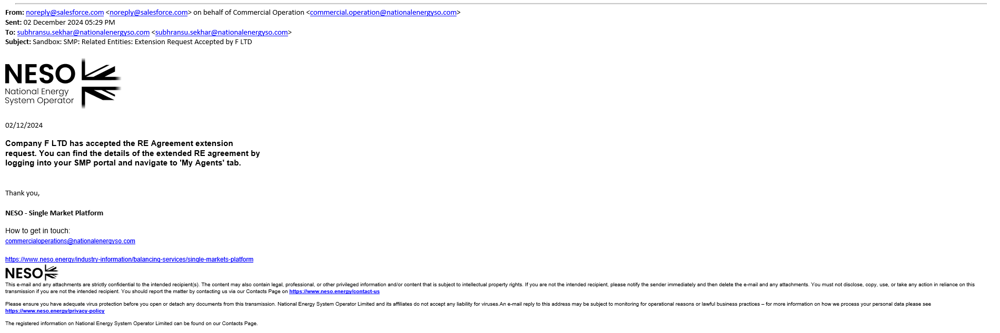 From: noreply@salesforce.com <noreply@salesforce.com> on behalf of Commercial Operation <commercial.operation@nationalenergyso.com>
Sent: 02 December 2024 05:29 PM
To: subhransu.sekhar@nationalenergyso.com <subhransu.sekhar@nationalenergyso.com>
Subject: Sandbox: SMP: Related Entities: Extension Request Accepted by F LTD
NESO
National Energy
System Operator
02/12/2024
Company F LTD has accepted the RE Agreement extension
request. You can find the details of the extended RE agreement by
logging into your SMP portal and navigate to 'My Agents' tab.
Thank you,
NESO - Single Market Platform
How to get in touch:
commercialoperations@nationalenergyso.com
https://www.neso.energy/industry-information/balancing-services/single-markets-platform
NESO
This e-mail and any attachments are strictly confidential to the intended recipient(s). The content may also contain legal, professional, or other privileged information and/or content that is subject to intellectual property rights. If you are not the intended recipient, please notify the sender immediately and then delete the e-mail and any attachments. You must not disclose, copy, use, or take any action in reliance on this
transmission if you are not the intended recipient. You should report the matter by contacting us via our Contacts Page on https://www.neso.energy/contact-us
Please ensure you have adequate virus protection before you open or detach any documents from this transmission. National Energy System Operator Limited and its affiliates do not accept any liability for viruses.An e-mail reply to this address may be subject to monitoring for operational reasons or lawful business practices – for more information on how we process your personal data please see
https://www.neso.energy/privacy-policy
The registered information on National Energy System Operator Limited can be found on our Contacts Page.